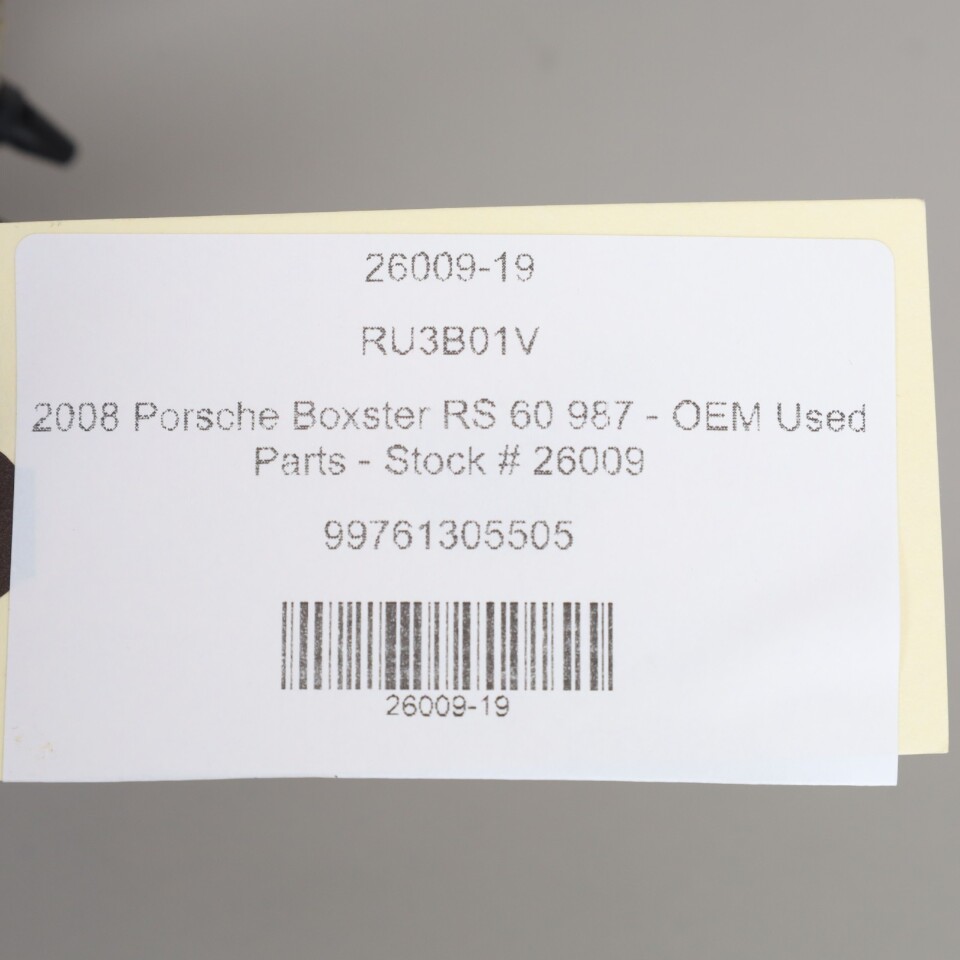 26009-19
RU3B01V
2008 Porsche Boxster RS 60 987 - OEM Used
Parts - Stock # 26009
99761305505
26009-19